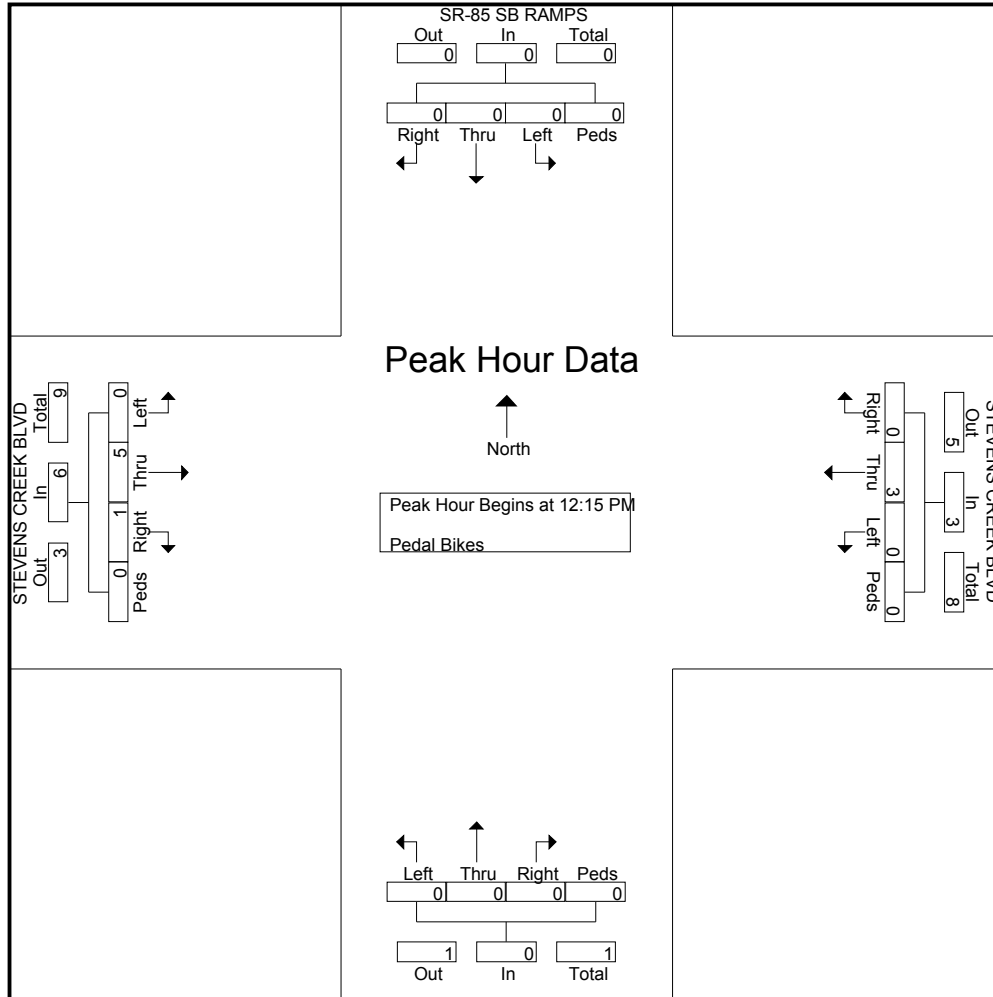 SR-85 SB RAMPS
Out In Total
0 0 0
0 0 0 0
Right Thru Left Peds
Peak Hour Data
North
Peak Hour Begins at 12:15 PM
Pedal Bikes
STEVENS CREEK BLVD
Out In Total
3 6 9
0 5 1 0
Left Thru Right Peds
STEVENS CREEK BLVD
Out In Total
5 3 8
0 3 0 0
Right Thru Left Peds
Left Thru Right Peds
0 0 0 0
1 0 1
Out In Total